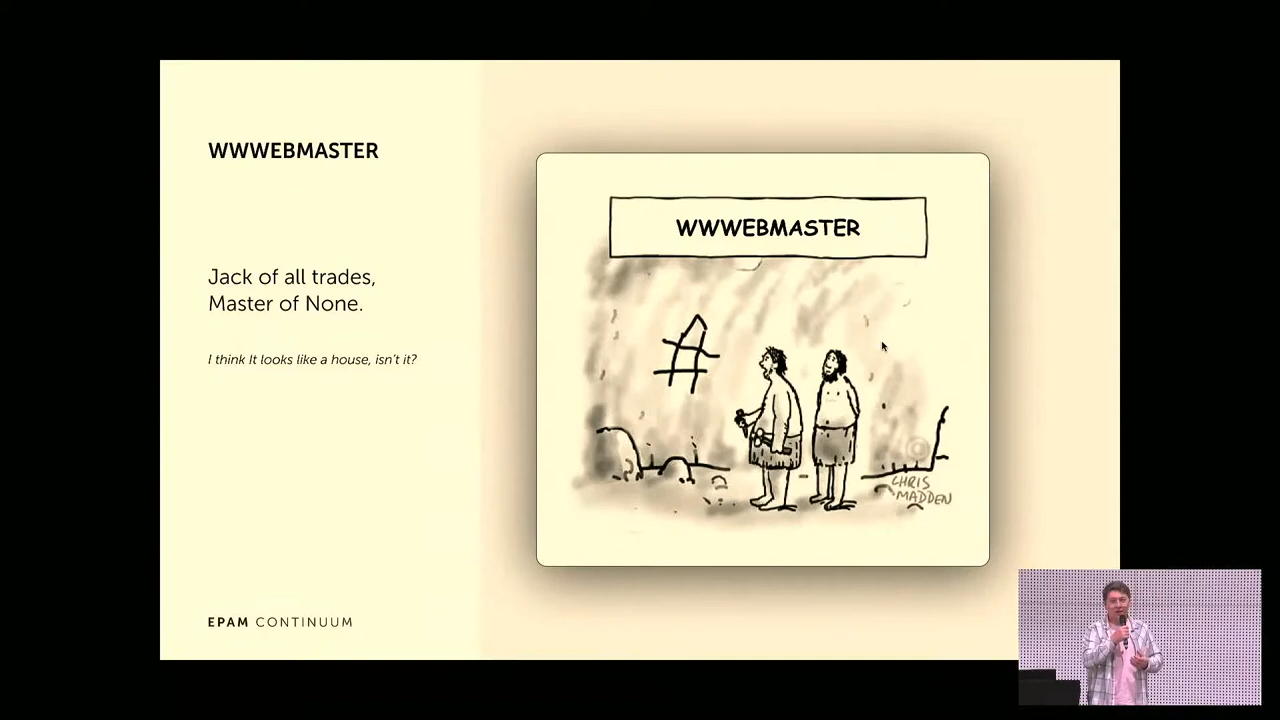 WWWEBMASTER
Jack of all trades,
Master of None.
I think It looks like a house, isn't it?
EPAM CONTINUUM
WWWEBMASTER
CHRIS
MADDEN